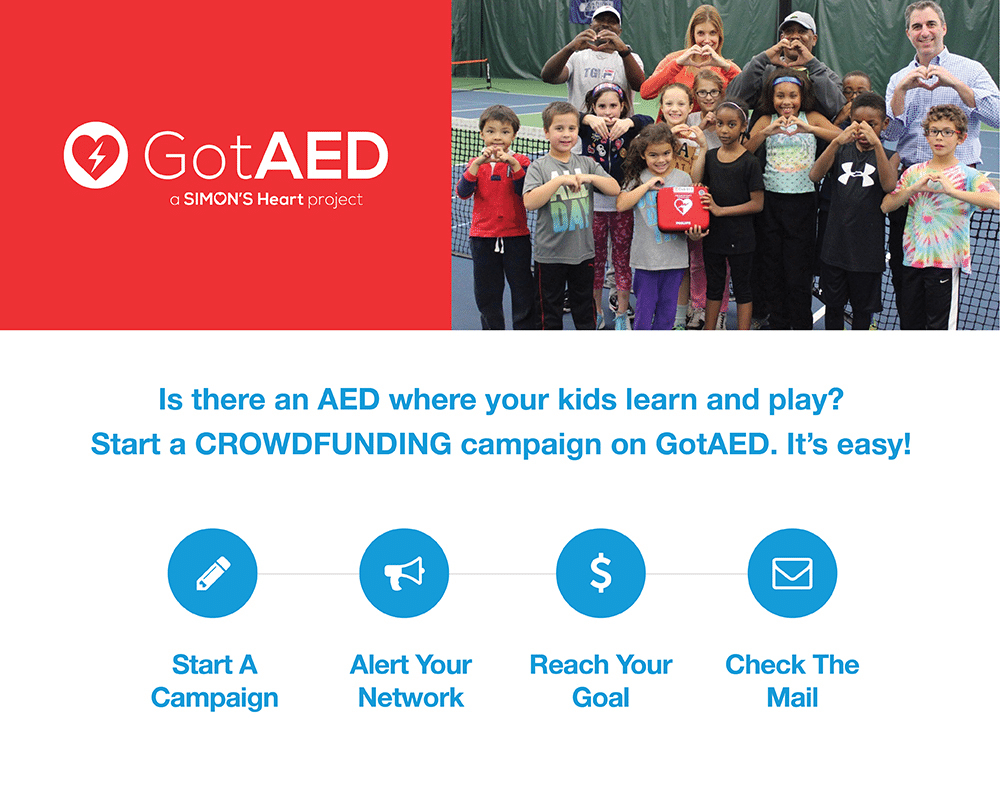 GotAED
a SIMON'S Heart project
Is there an AED where your kids learn and play?
Start a CROWDFUNDING campaign on GotAED. It's easy!
Start A
Campaign
Alert Your
Network
Reach Your
Goal
Check The
Mail